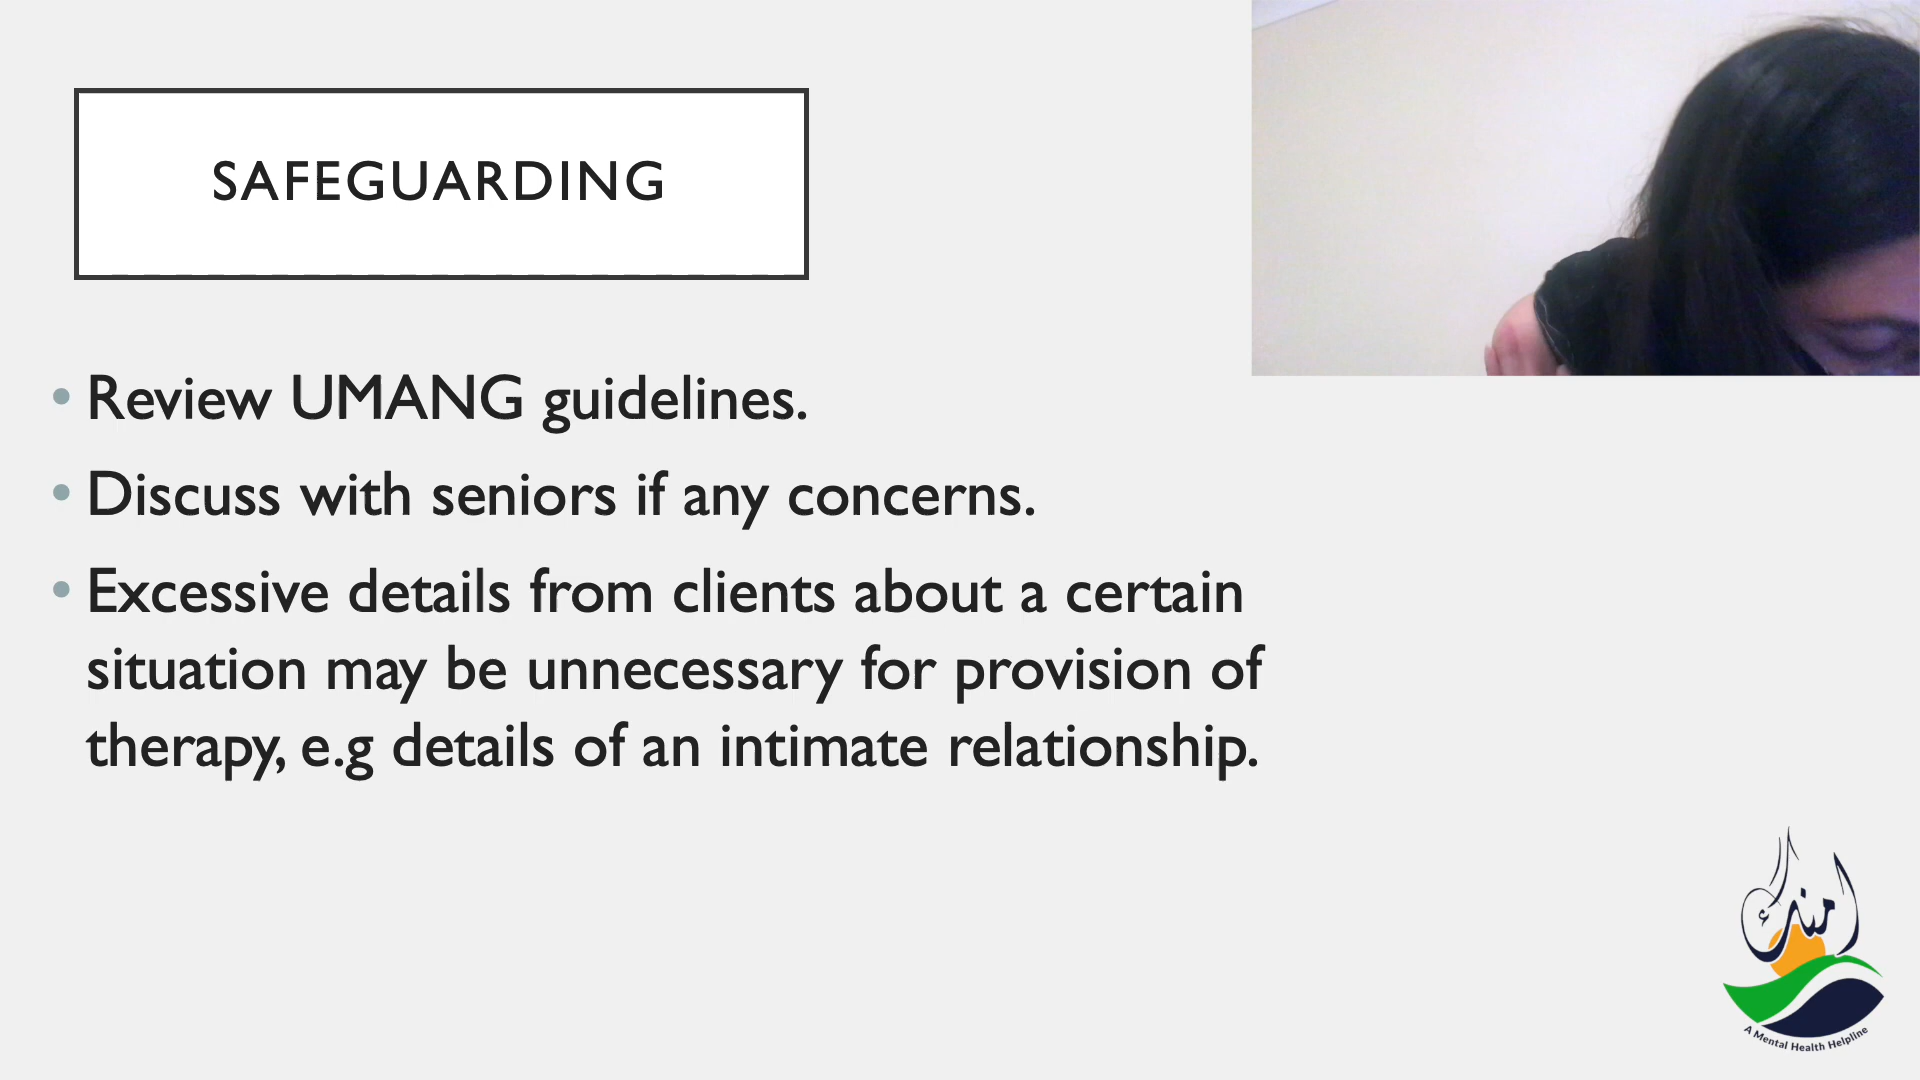 SAFEGUARDING
• Review UMANG guidelines.
• Discuss with seniors if any concerns.
• Excessive details from clients about a certain
situation may be unnecessary for provision of
therapy, e.g details of an intimate relationship.
امنگ
A Mental Health Helpline